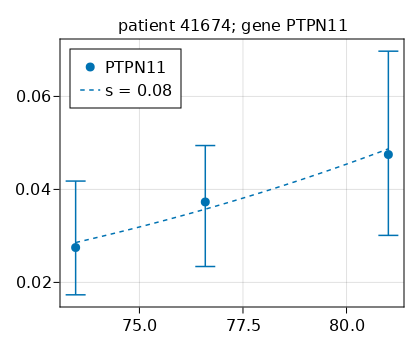 patient 41674; gene PTPN11
PTPN11
s = 0.08
0.06
0.04
0.02
75.0 77.5 80.0